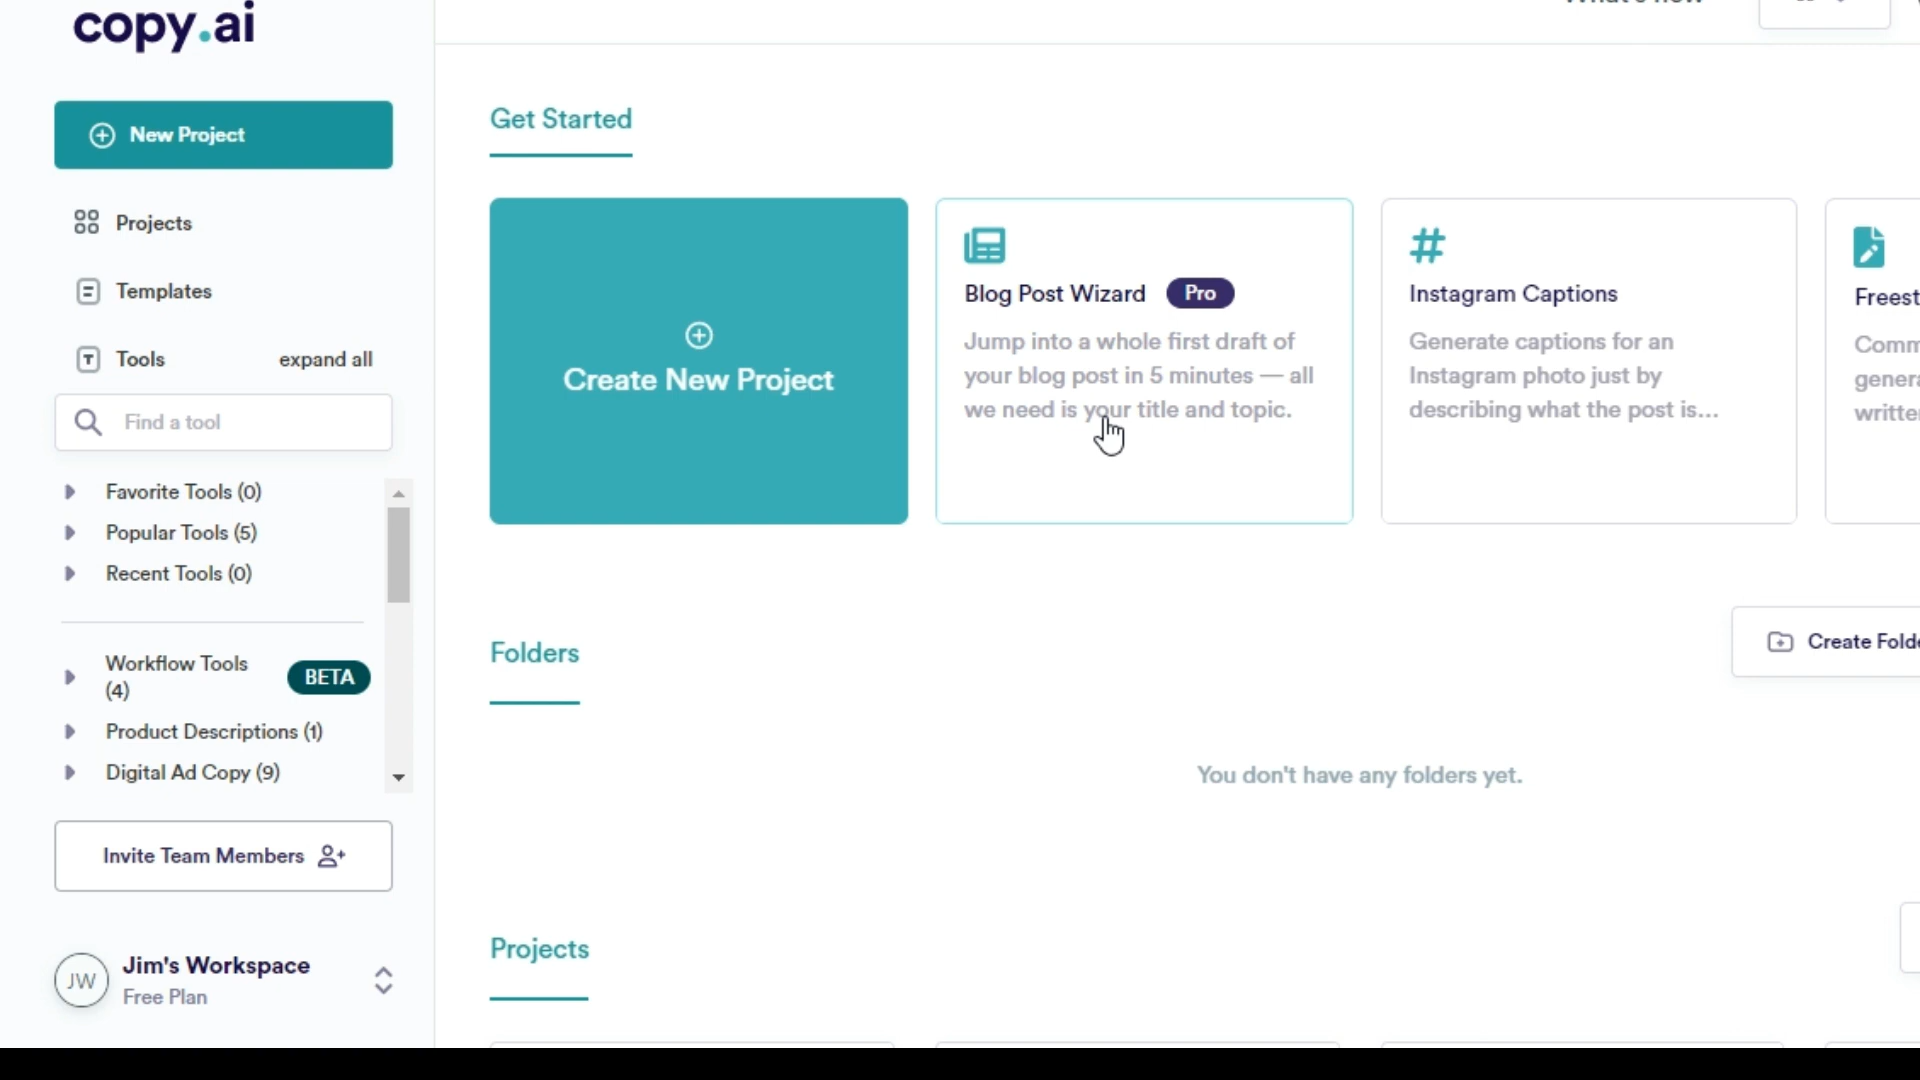 copy.ai
New Project
Projects
Templates
Tools
expand all
Find a tool
Favorite Tools (0)
Popular Tools (5)
Recent Tools (0)
Workflow Tools
(4)
BETA
Product Descriptions (1)
Digital Ad Copy (9)
Invite Team Members
JW
Jim's Workspace
Free Plan
Get Started
Create New Project
Blog Post Wizard Pro
Jump into a whole first draft of
your blog post in 5 minutes — all
we need is your title and topic.
Instagram Captions
Generate captions for an
Instagram photo just by
describing what the post is...
Folders
Create
You don't have any folders yet.
Projects